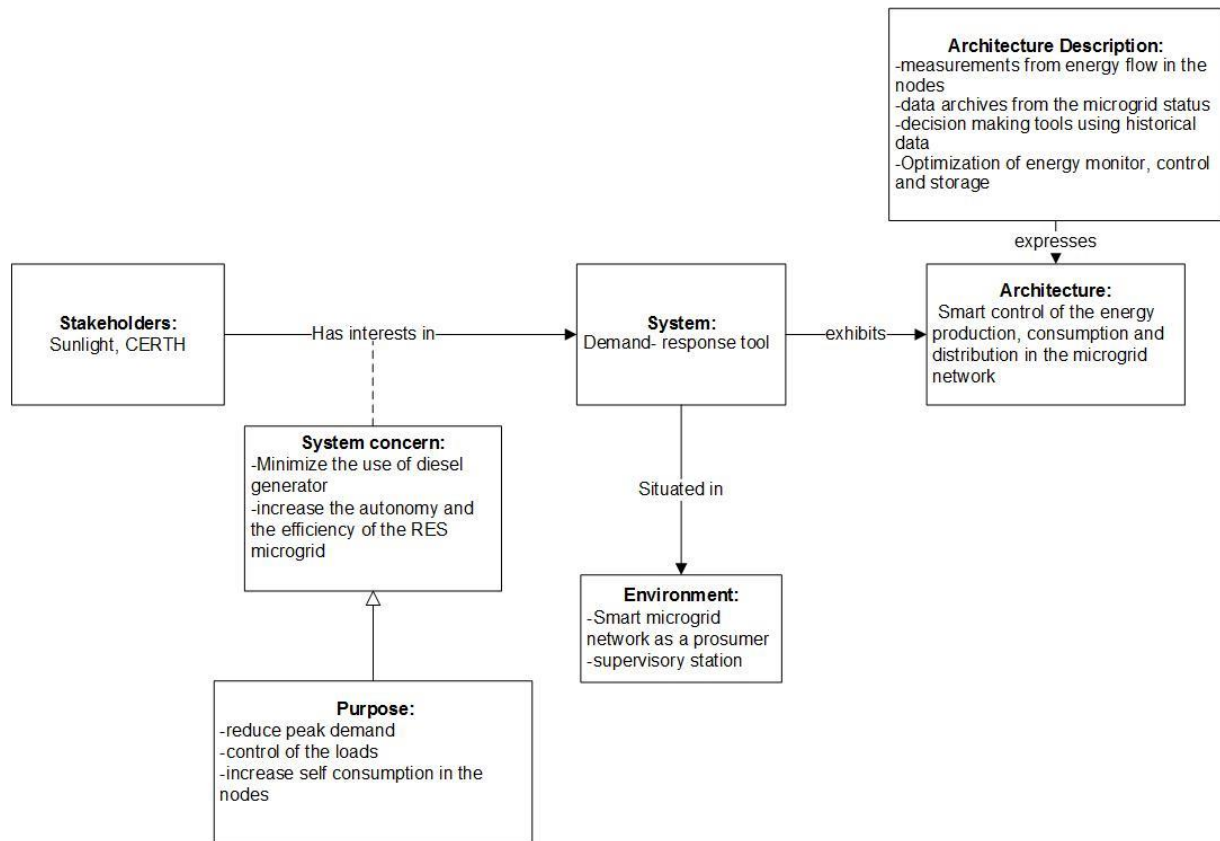 Architecture Description:
-measurements from energy flow in the
nodes
-data archives from the microgrid status
-decision making tools using historical
data
-Optimization of energy monitor, control
and storage
expresses
Stakeholders:
Sunlight, CERTH
Has interests in
System:
Demand- response tool
exhibits
Architecture:
Smart control of the energy
production, consumption and
distribution in the microgrid
network
System concern:
-Minimize the use of diesel
generator
-increase the autonomy and
the efficiency of the RES
microgrid
Situated in
Environment:
-Smart microgrid
network as a prosumer
-supervisory station
Purpose:
-reduce peak demand
-control of the loads
-increase self consumption in the
nodes